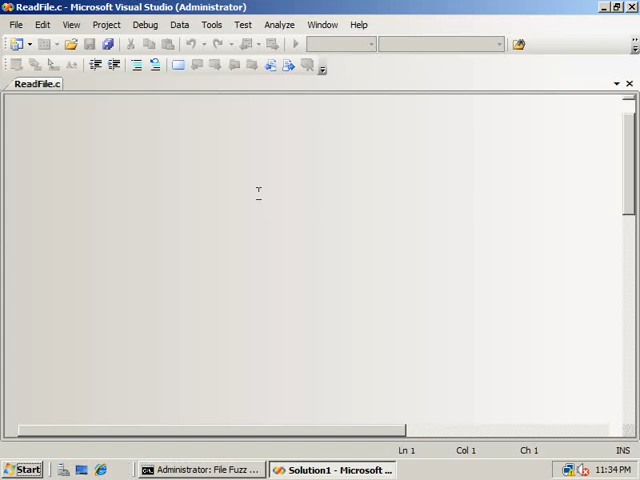 ReadFile.c - Microsoft Visual Studio (Administrator)
File Edit View Project Debug Data Tools Test Analyze Window Help
ReadFile.c
Ln 1 Col 1 Ch 1 INS
Start Administrator: File Fuzz ... Solution1 - Microsoft ... 11:34 PM